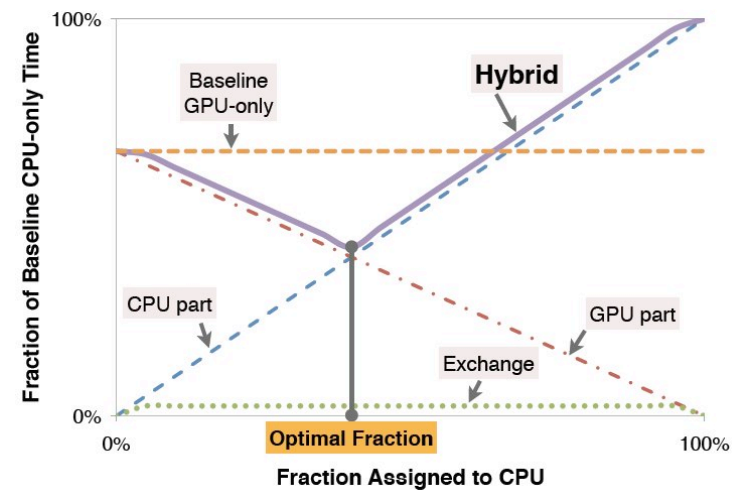 Fraction of Baseline CPU-only Time
100%
Baseline
GPU-only
Hybrid
CPU part
GPU part
Exchange
0%
0%
Optimal Fraction
100%
Fraction Assigned to CPU